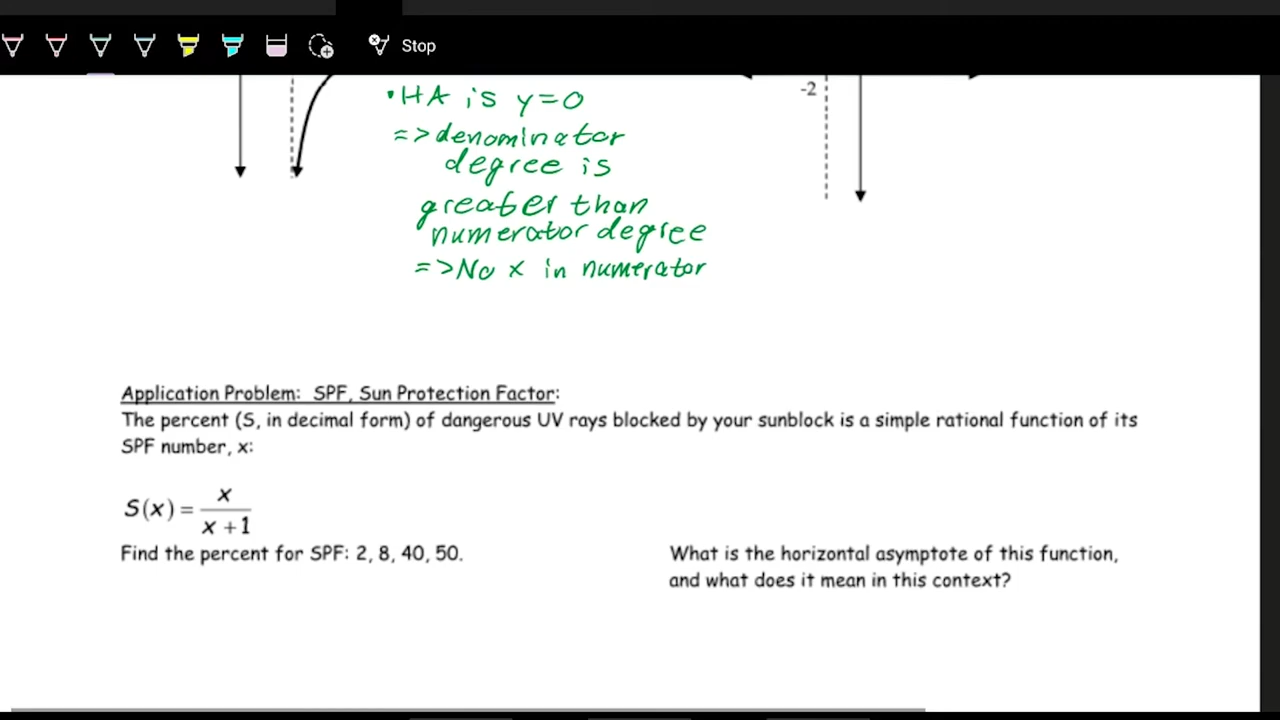 Stop
-2
• HA is y=0
=> denominator
degree is
greater than
numerator degree
=> No x in numerator
Application Problem: SPF, Sun Protection Factor:
The percent (S, in decimal form) of dangerous UV rays blocked by your sunblock is a simple rational function of its
SPF number, x:
S(x) = x / (x + 1)
Find the percent for SPF: 2, 8, 40, 50.
What is the horizontal asymptote of this function,
and what does it mean in this context?